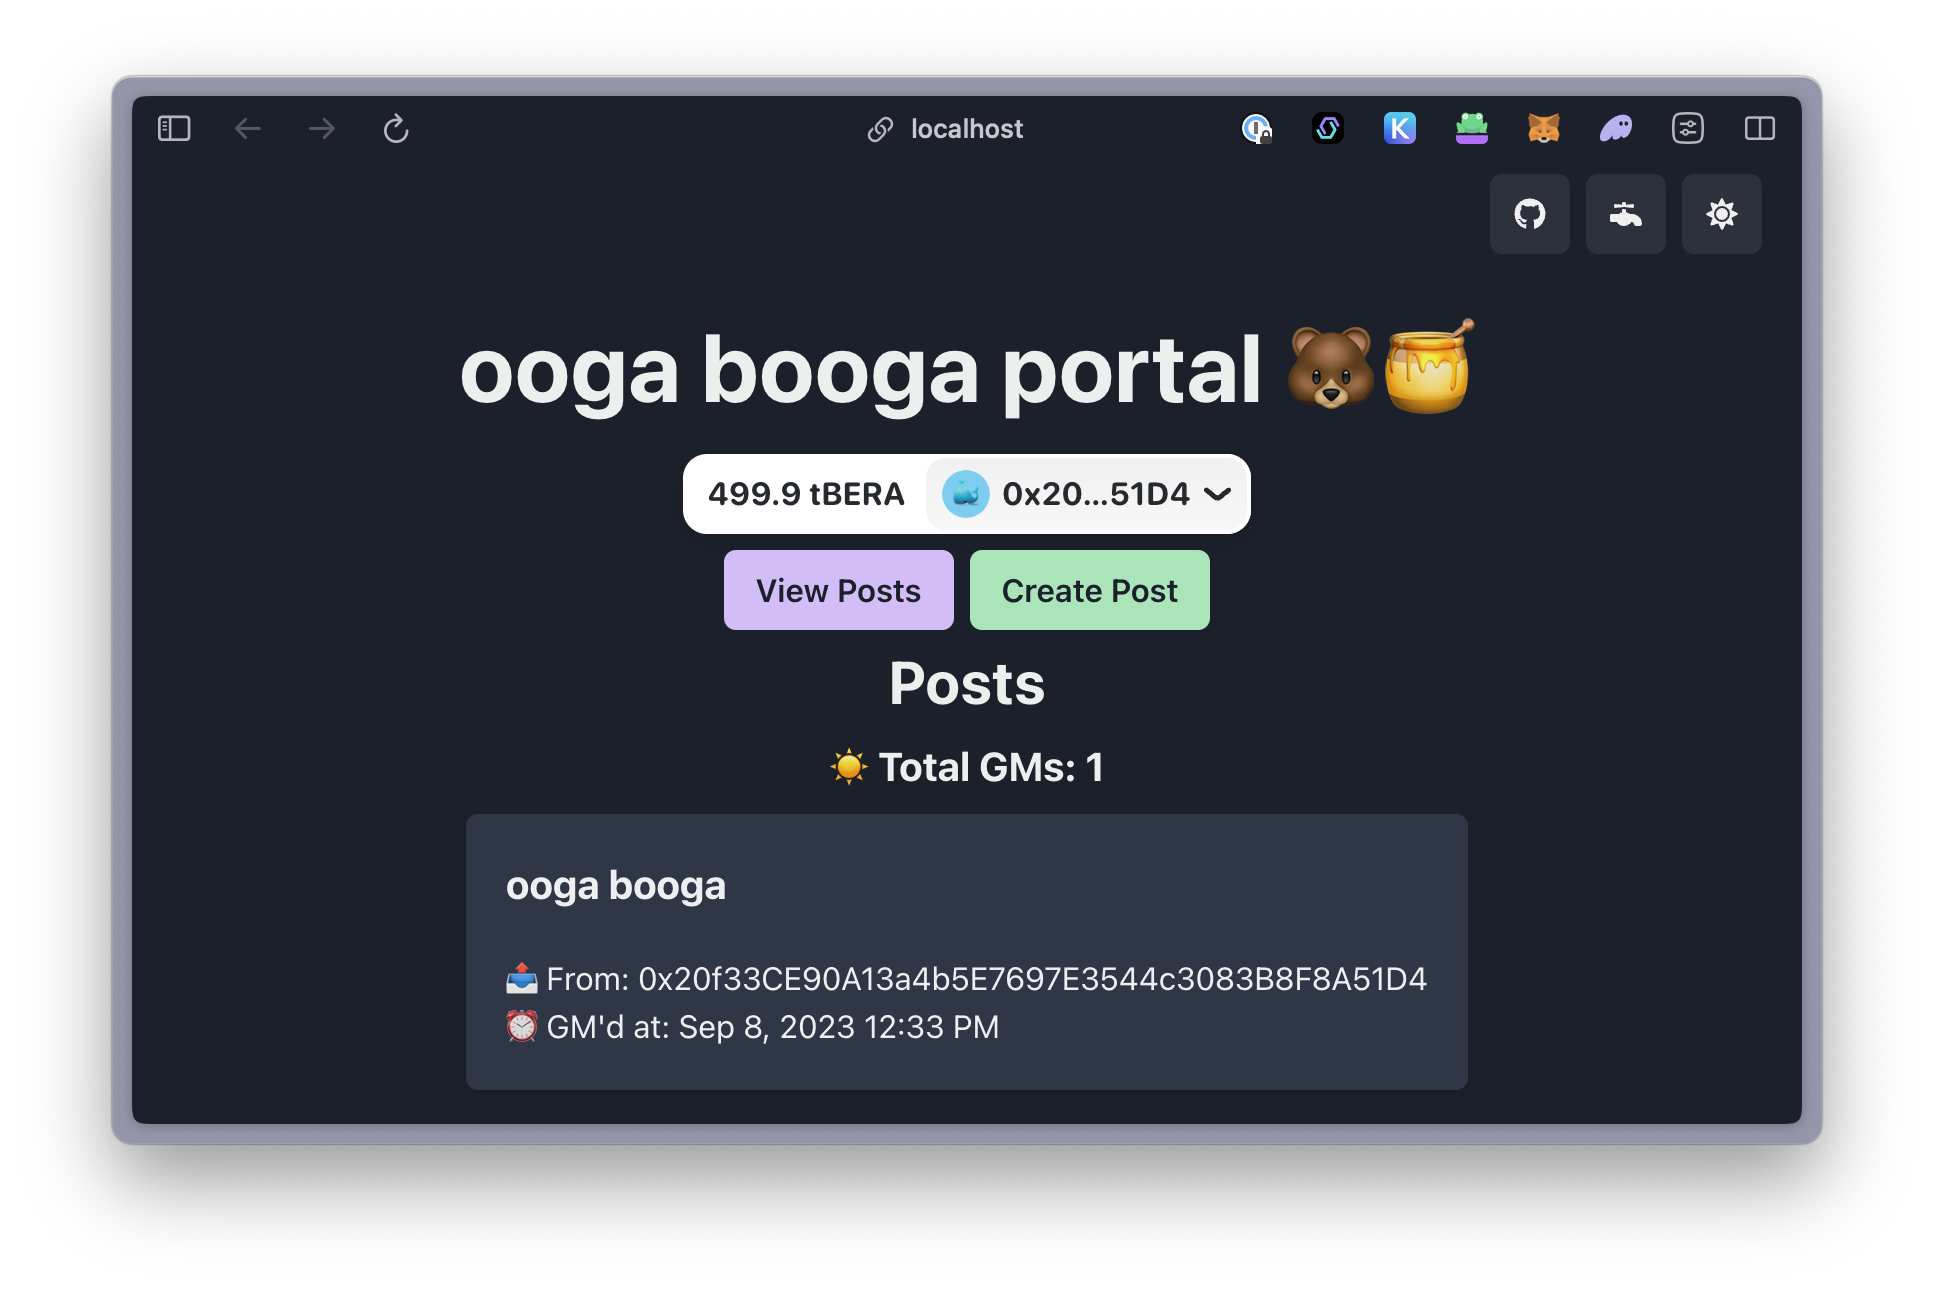 localhost
ooga booga portal 🐻🍯
499.9 tBERA 0x20...51D4
View Posts Create Post
Posts
☀️ Total GMs: 1
ooga booga
📤 From: 0x20f33CE90A13a4b5E7697E3544c3083B8F8A51D4
⏰ GM'd at: Sep 8, 2023 12:33 PM